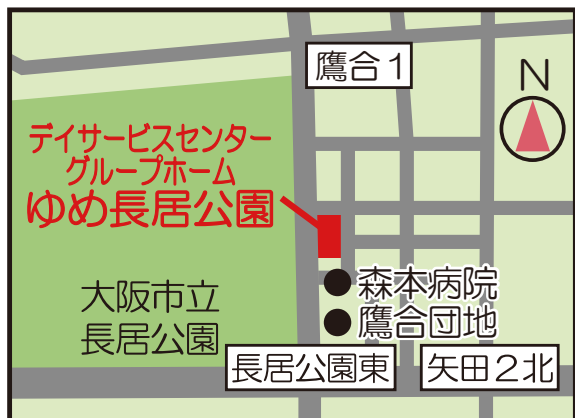 鷹合1
N
デイサービスセンター
グループホーム
ゆめ長居公園
大阪市立
長居公園
森本病院
鷹合団地
長居公園東
矢田2北